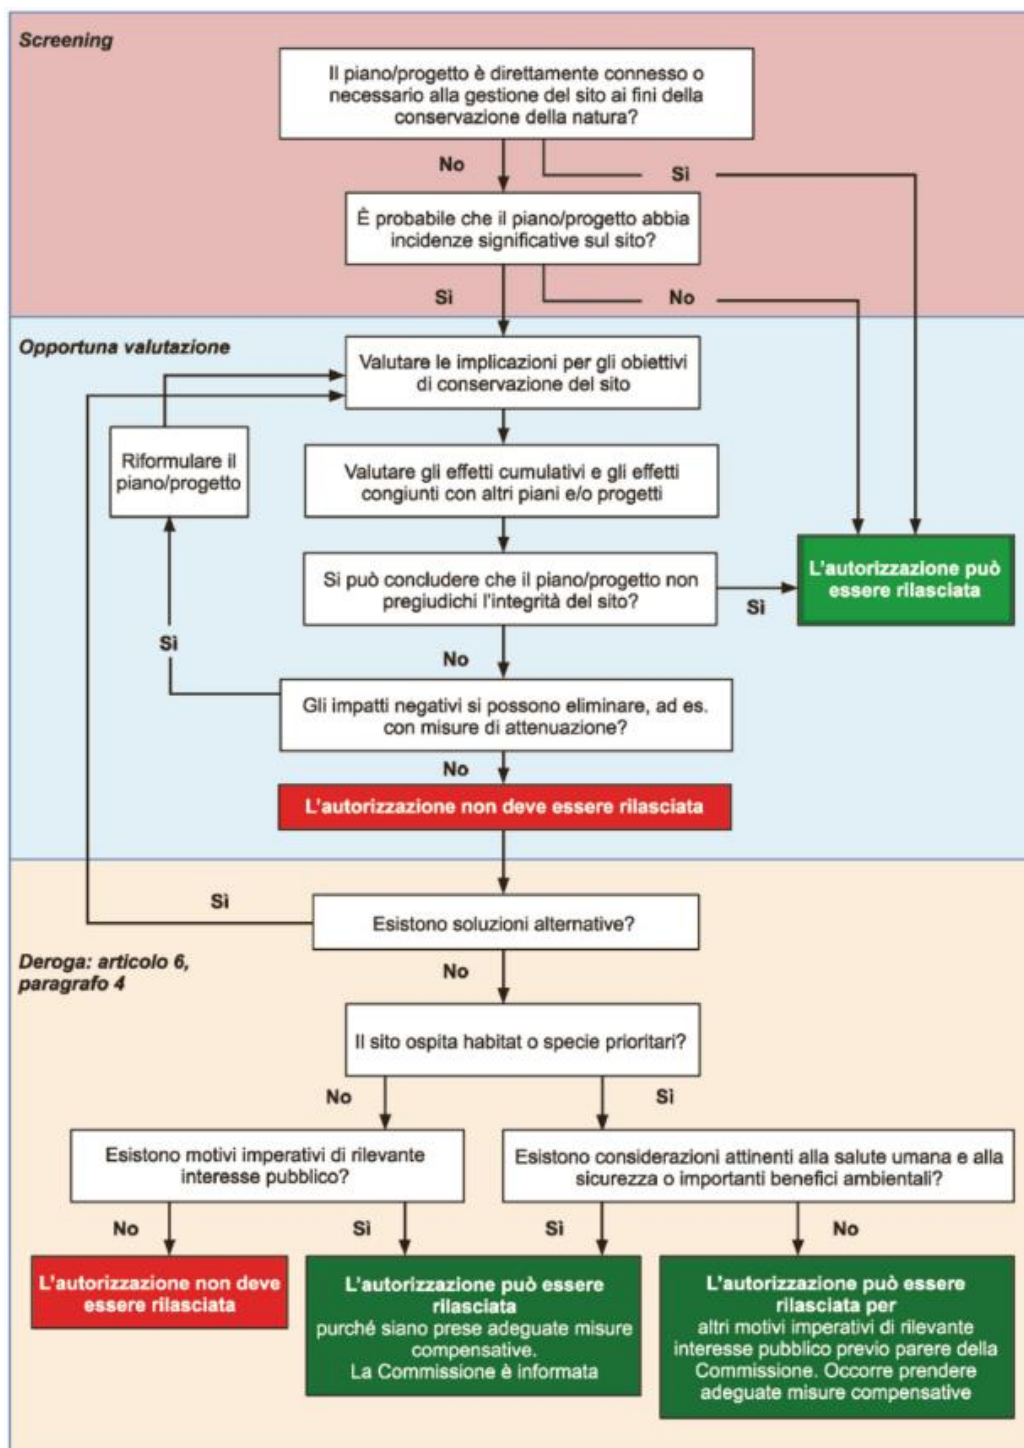 Screening
Il piano/progetto è direttamente connesso o
necessario alla gestione del sito ai fini della
conservazione della natura?
No
Sì
È probabile che il piano/progetto abbia
incidenze significative sul sito?
Sì
No
Opportuna valutazione
Valutare le implicazioni per gli obiettivi
di conservazione del sito
Riformulare il
piano/progetto
Valutare gli effetti cumulativi e gli effetti
congiunti con altri piani e/o progetti
L'autorizzazione può
essere rilasciata
Si può concludere che il piano/progetto non
pregiudichi l'integrità del sito?
Sì
Sì
No
Gli impatti negativi si possono eliminare, ad es.
con misure di attenuazione?
No
L'autorizzazione non deve essere rilasciata
Sì
Esistono soluzioni alternative?
Deroga: articolo 6,
paragrafo 4
No
Il sito ospita habitat o specie prioritari?
No
Sì
Esistono motivi imperativi di rilevante
interesse pubblico?
Esistono considerazioni attinenti alla salute umana e alla
sicurezza o importanti benefici ambientali?
No
Sì
Sì
No
L'autorizzazione non deve
essere rilasciata
L'autorizzazione può essere
rilasciata
purché siano prese adeguate misure
compensative.
La Commissione è informata
L'autorizzazione può essere
rilasciata per
altri motivi imperativi di rilevante
interesse pubblico previo parere della
Commissione. Occorre prendere
adeguate misure compensative